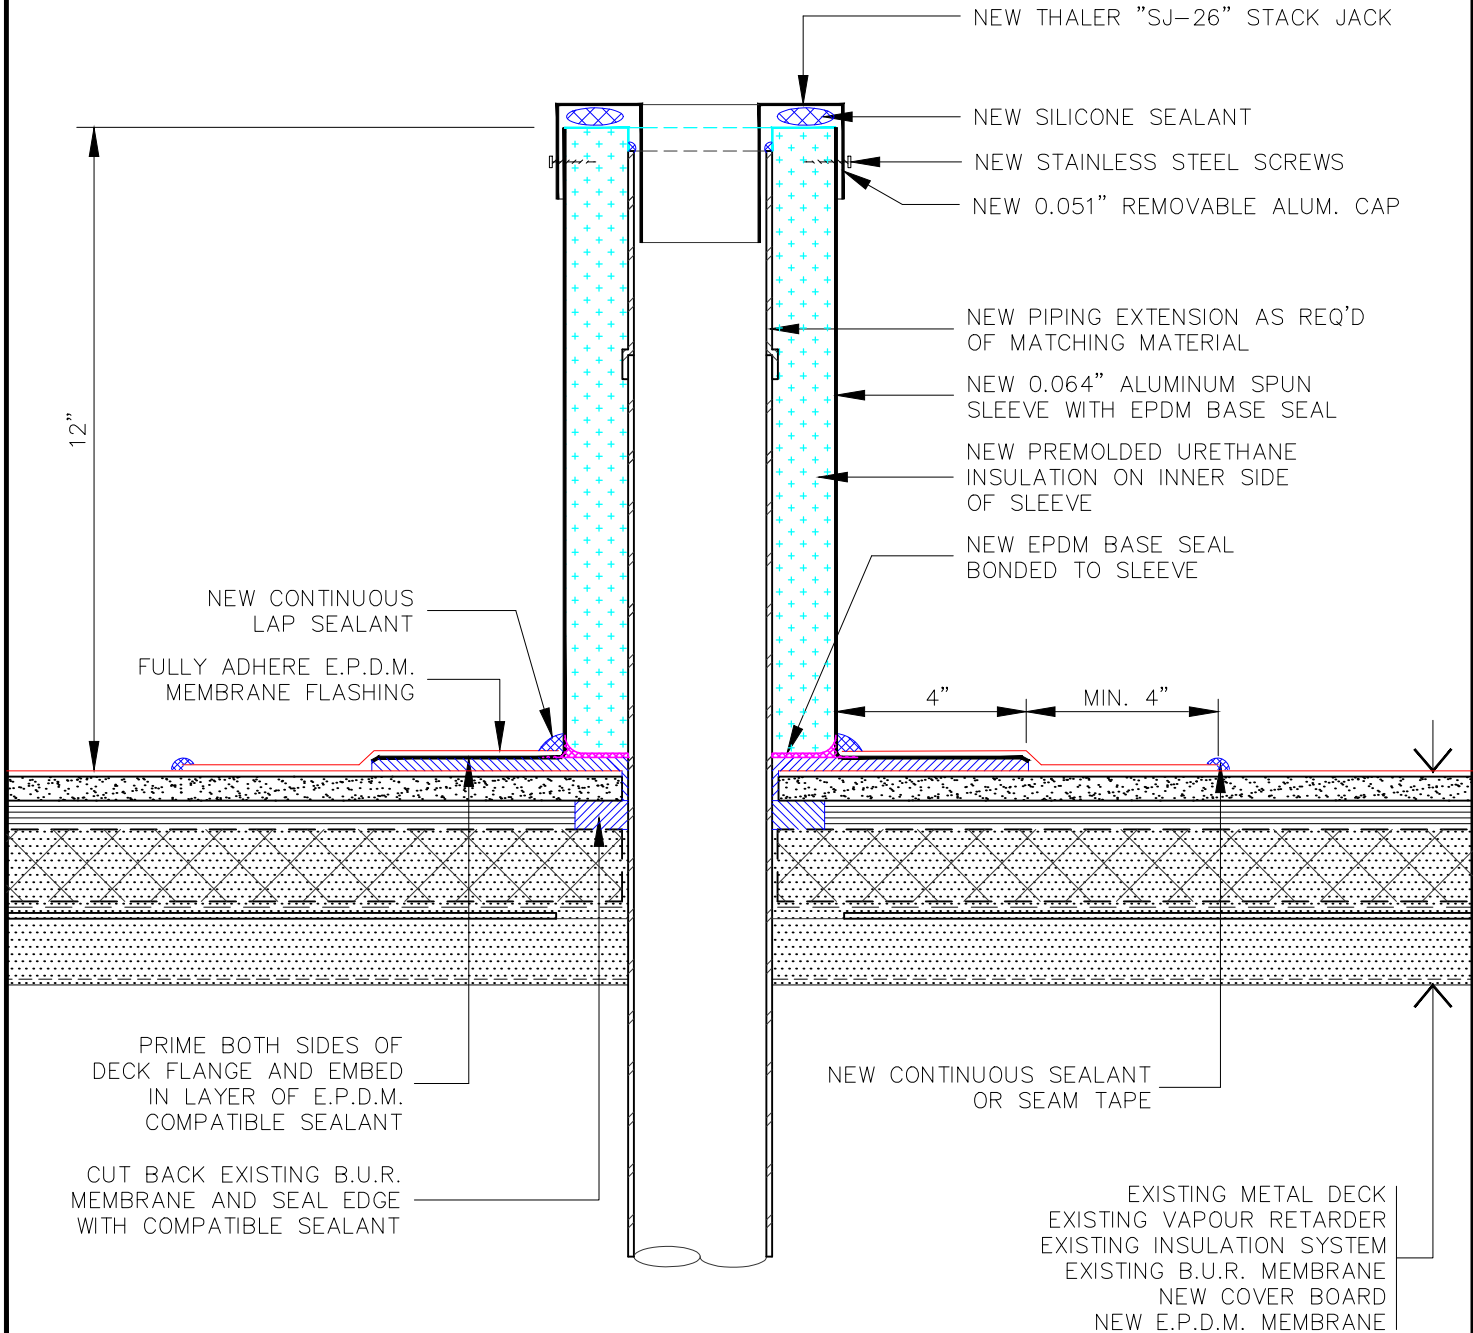 NEW THALER "SJ-26" STACK JACK
NEW SILICONE SEALANT
NEW STAINLESS STEEL SCREWS
NEW 0.051" REMOVABLE ALUM. CAP
NEW PIPING EXTENSION AS REQ'D
OF MATCHING MATERIAL
NEW 0.064" ALUMINUM SPUN
SLEEVE WITH EPDM BASE SEAL
NEW PREMOLDED URETHANE
INSULATION ON INNER SIDE
OF SLEEVE
NEW EPDM BASE SEAL
BONDED TO SLEEVE
12"
NEW CONTINUOUS
LAP SEALANT
FULLY ADHERE E.P.D.M.
MEMBRANE FLASHING
4"
MIN. 4"
PRIME BOTH SIDES OF
DECK FLANGE AND EMBED
IN LAYER OF E.P.D.M.
COMPATIBLE SEALANT
CUT BACK EXISTING B.U.R.
MEMBRANE AND SEAL EDGE
WITH COMPATIBLE SEALANT
NEW CONTINUOUS SEALANT
OR SEAM TAPE
EXISTING METAL DECK
EXISTING VAPOUR RETARDER
EXISTING INSULATION SYSTEM
EXISTING B.U.R. MEMBRANE
NEW COVER BOARD
NEW E.P.D.M. MEMBRANE